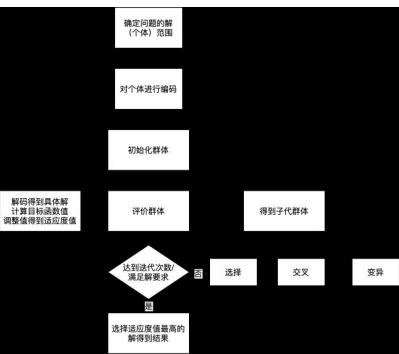 确定问题的解
（个体）范围
对个体进行编码
初始化群体
解码得到具体解
计算目标函数值
调整值得到适应度值
评价群体
得到子代群体
达到迭代次数/
满足解要求
否
选择
交叉
变异
是
选择适应度值最高的
解得到结果